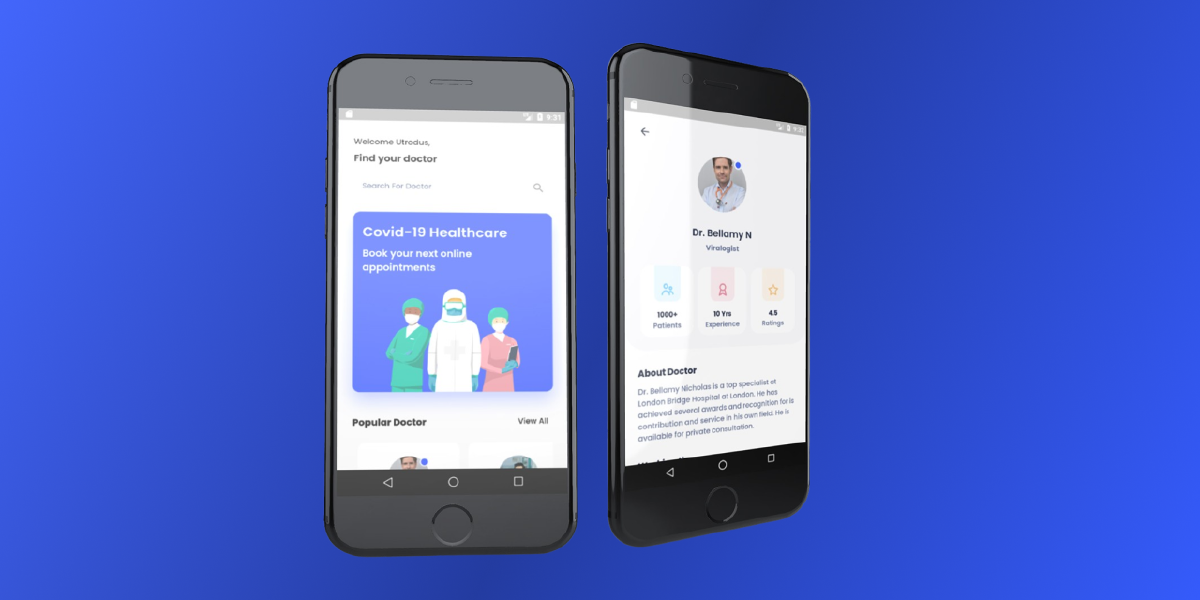 9:31
Welcome Utrodus,
Find your doctor
Search For Doctor
Covid-19 Healthcare
Book your next online
appointments
Popular Doctor
View All
9:31
Dr. Bellamy N
Virologist
1000+
Patients
10 Yrs
Experience
4.5
Ratings
About Doctor
Dr. Bellamy Nicholas is a top specialist at
London Bridge Hospital at London. He has
achieved several awards and recognition for is
contribution and service in his own field. He is
available for private consultation.